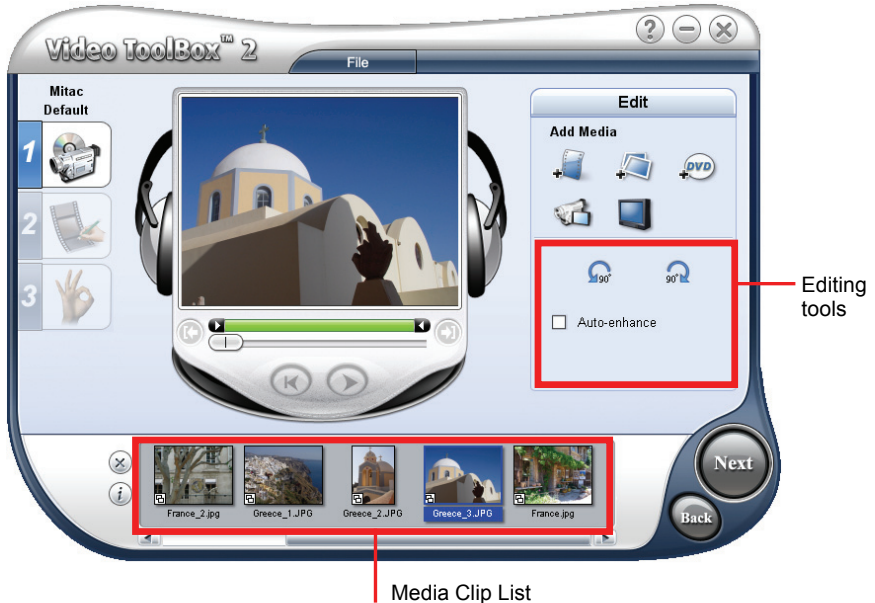 Video ToolBox™ 2
File
Mitac
Default
1
2
3
Edit
Add Media
DVD
90°
90°
Auto-enhance
Editing
tools
France_2.jpg
Greece_1.JPG
Greece_2.JPG
Greece_3.JPG
France.jpg
Next
Back
Media Clip List